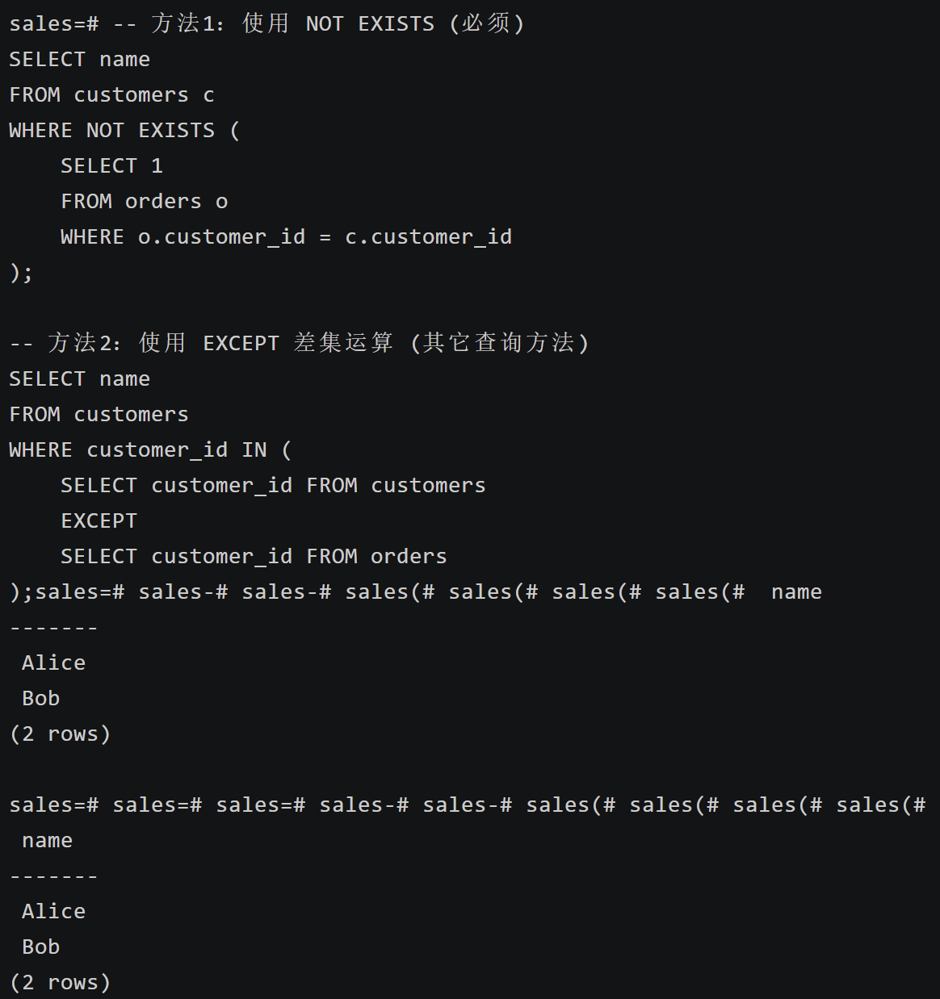 sales=# -- 方法1：使用 NOT EXISTS (必须)
SELECT name
FROM customers c
WHERE NOT EXISTS (
    SELECT 1
    FROM orders o
    WHERE o.customer_id = c.customer_id
);

-- 方法2：使用 EXCEPT 差集运算 (其它查询方法)
SELECT name
FROM customers
WHERE customer_id IN (
    SELECT customer_id FROM customers
    EXCEPT
    SELECT customer_id FROM orders
);sales=# sales-# sales-# sales(# sales(# sales(# sales(#  name
-------
 Alice
 Bob
(2 rows)

sales=# sales=# sales=# sales-# sales-# sales(# sales(# sales(# sales(#
 name
-------
 Alice
 Bob
(2 rows)